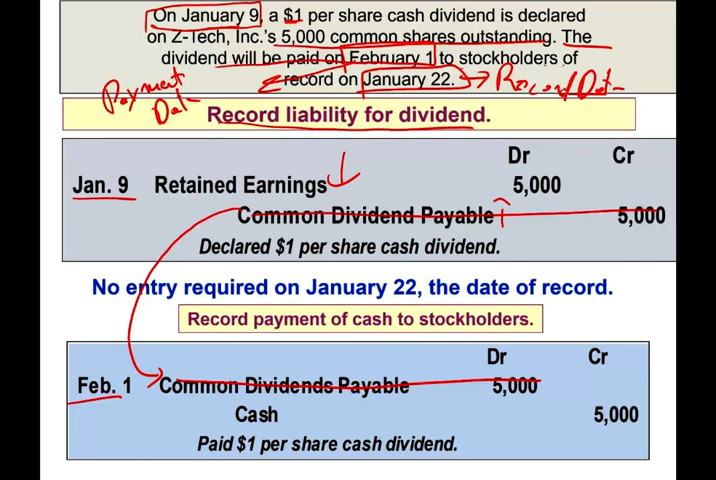 On January 9, a $1 per share cash dividend is declared
on Z-Tech, Inc.'s 5,000 common shares outstanding. The
dividend will be paid on February 1 to stockholders of
record on January 22. Record Date
Payment
Date
Record liability for dividend.
Dr Cr
Jan. 9 Retained Earnings 5,000
Common Dividend Payable 5,000
Declared $1 per share cash dividend.
No entry required on January 22, the date of record.
Record payment of cash to stockholders.
Dr Cr
Feb. 1 Common Dividends Payable 5,000
Cash 5,000
Paid $1 per share cash dividend.